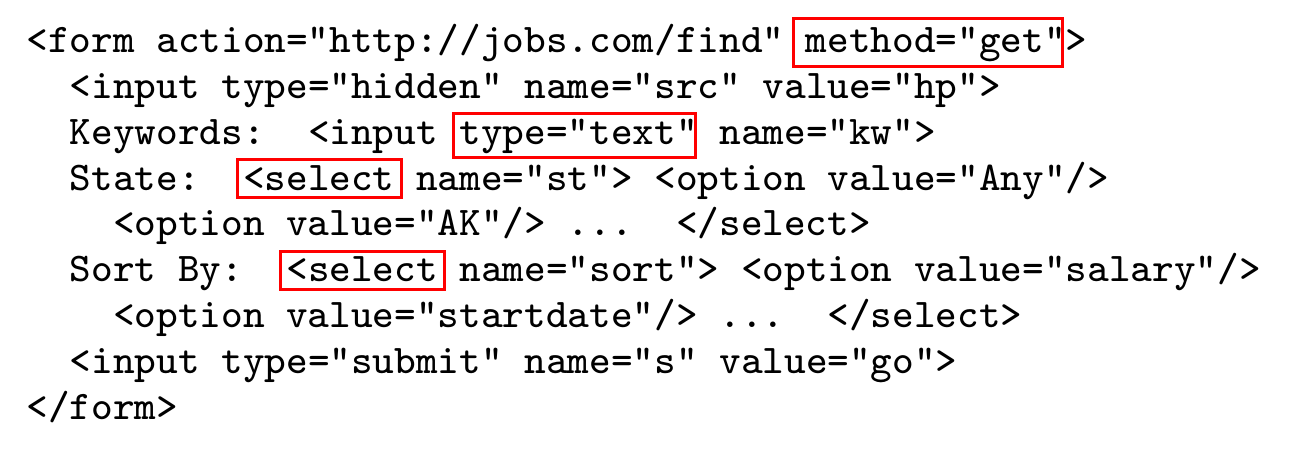 <form action="http://jobs.com/find" method="get">
<input type="hidden" name="src" value="hp">
Keywords: <input type="text" name="kw">
State: <select name="st"> <option value="Any"/>
<option value="AK"/> ... </select>
Sort By: <select name="sort"> <option value="salary"/>
<option value="startdate"/> ... </select>
<input type="submit" name="s" value="go">
</form>